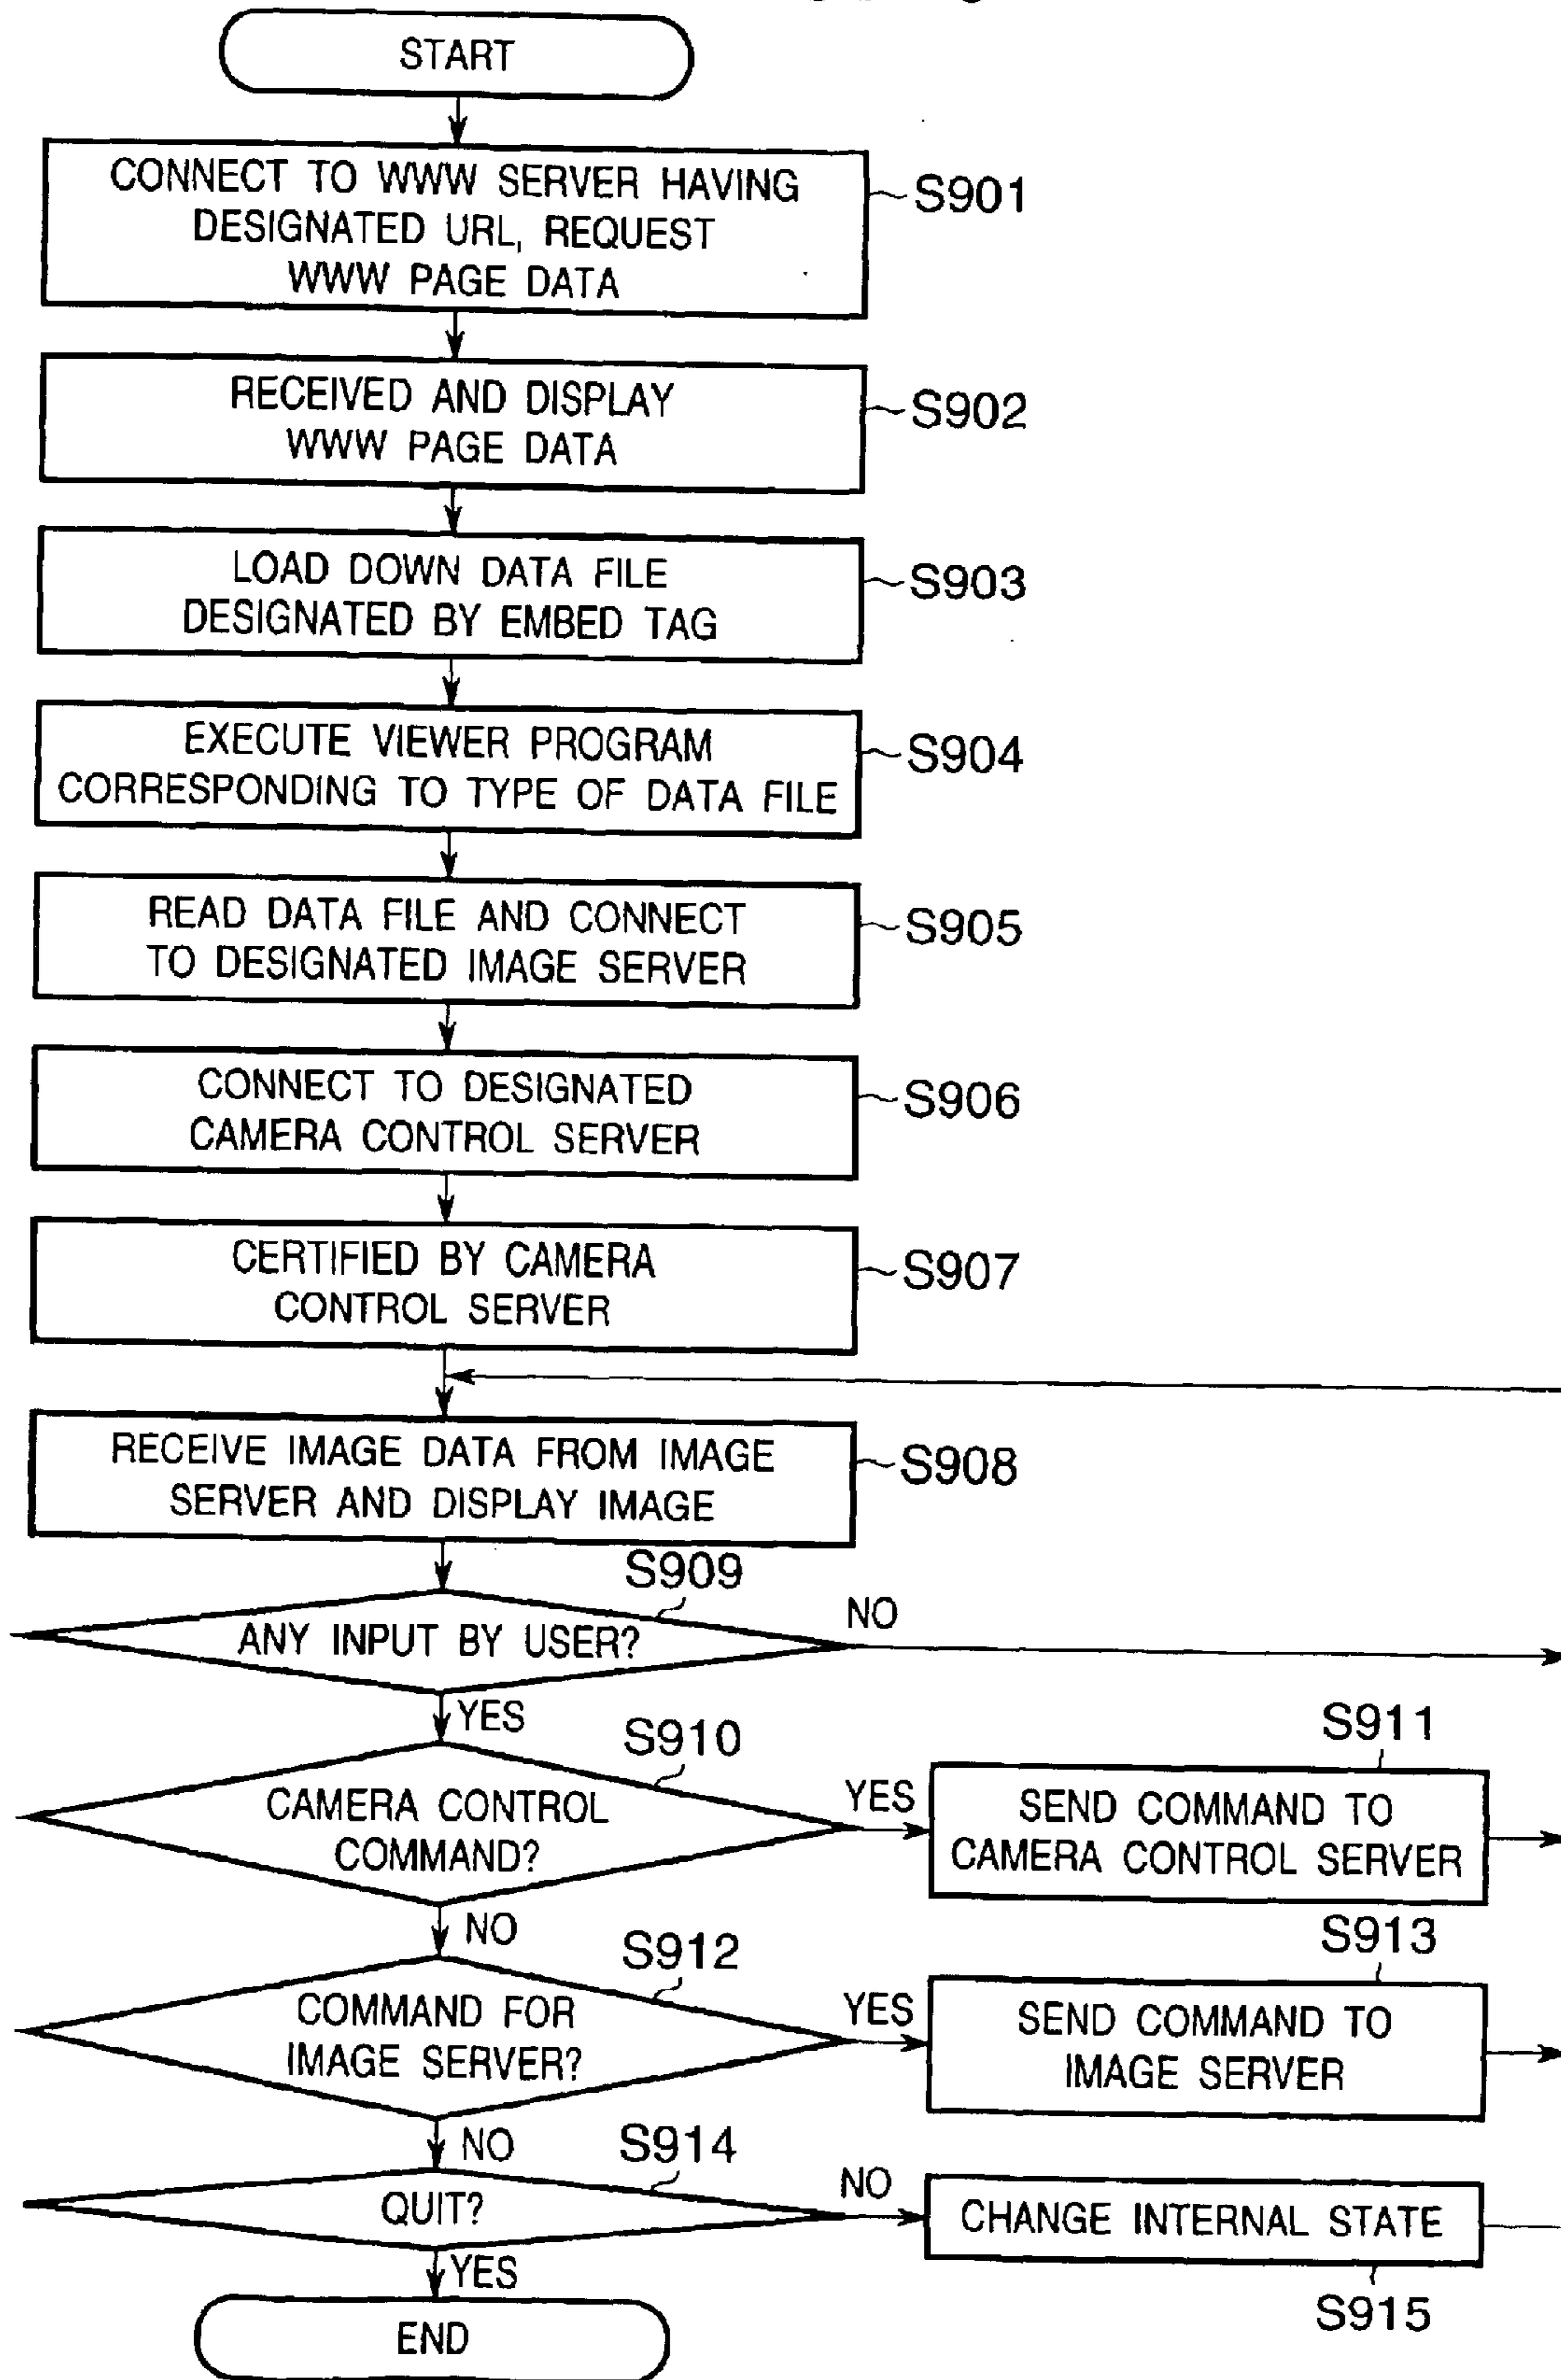 START
CONNECT TO WWW SERVER HAVING
DESIGNATED URL, REQUEST
WWW PAGE DATA
S901
RECEIVED AND DISPLAY
WWW PAGE DATA
S902
LOAD DOWN DATA FILE
DESIGNATED BY EMBED TAG
S903
EXECUTE VIEWER PROGRAM
CORRESPONDING TO TYPE OF DATA FILE
S904
READ DATA FILE AND CONNECT
TO DESIGNATED IMAGE SERVER
S905
CONNECT TO DESIGNATED
CAMERA CONTROL SERVER
S906
CERTIFIED BY CAMERA
CONTROL SERVER
S907
RECEIVE IMAGE DATA FROM IMAGE
SERVER AND DISPLAY IMAGE
S908
S909
ANY INPUT BY USER?
NO
YES
S910
CAMERA CONTROL
COMMAND?
YES
S911
SEND COMMAND TO
CAMERA CONTROL SERVER
NO
S912
COMMAND FOR
IMAGE SERVER?
YES
S913
SEND COMMAND TO
IMAGE SERVER
NO
S914
QUIT?
NO
CHANGE INTERNAL STATE
S915
YES
END